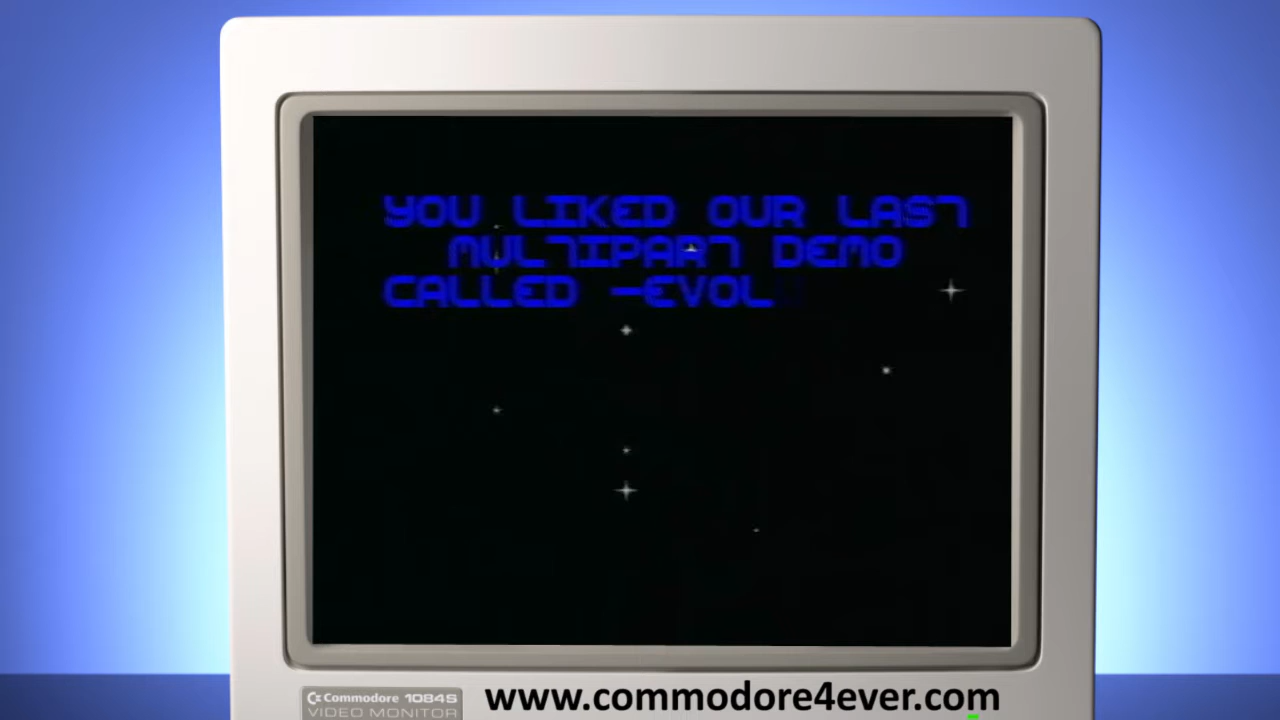 YOU LIKED OUR LAST
MULTIPART DEMO
CALLED -EVOL
Commodore 1084S
VIDEO MONITOR
www.commodore4ever.com